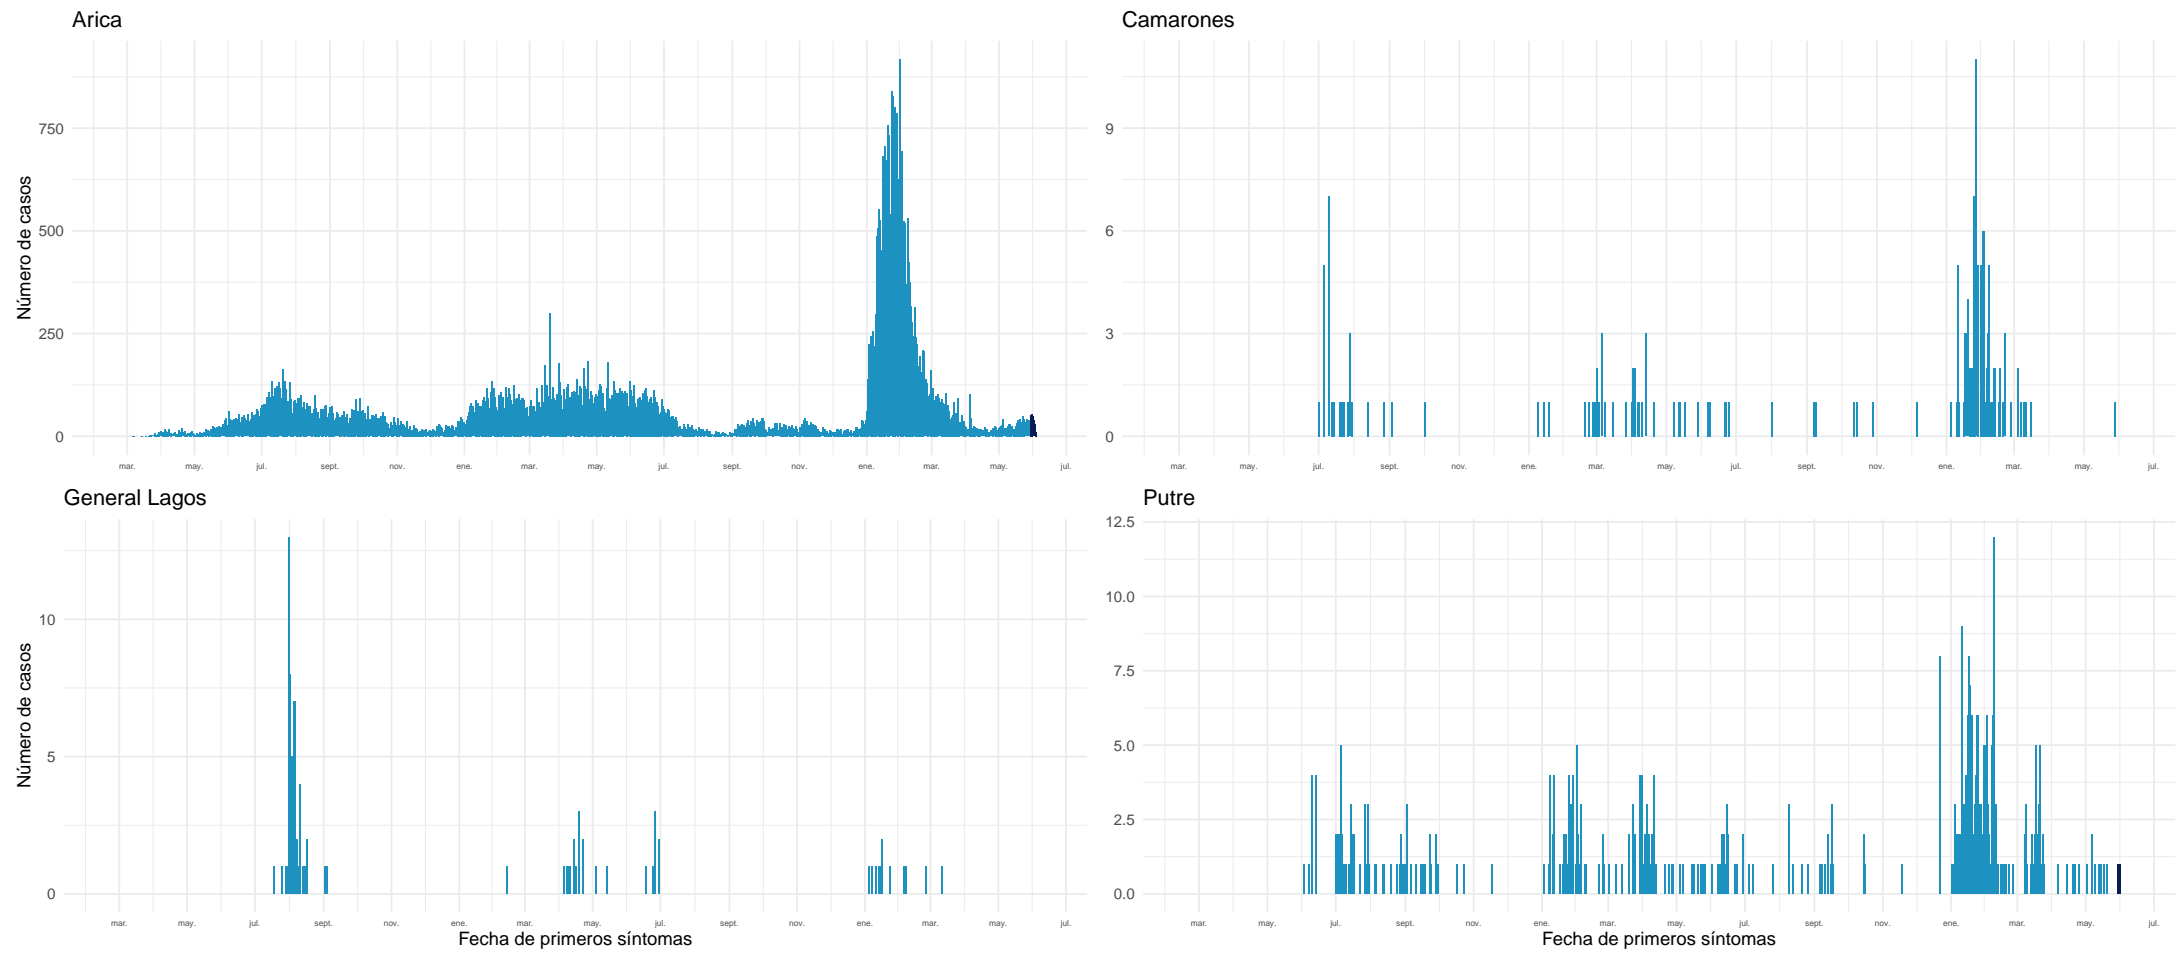 Arica
Número de casos
750
500
250
0
mar. may. jul. sept. nov. ene. mar. may. jul. sept. nov. ene. mar. may. jul.
Camarones
9
6
3
0
mar. may. jul. sept. nov. ene. mar. may. jul. sept. nov. ene. mar. may. jul.
General Lagos
Número de casos
10
5
0
mar. may. jul. sept. nov. ene. mar. may. jul. sept. nov. ene. mar. may. jul.
Fecha de primeros síntomas
Putre
12.5
10.0
7.5
5.0
2.5
0.0
mar. may. jul. sept. nov. ene. mar. may. jul. sept. nov. ene. mar. may. jul.
Fecha de primeros síntomas